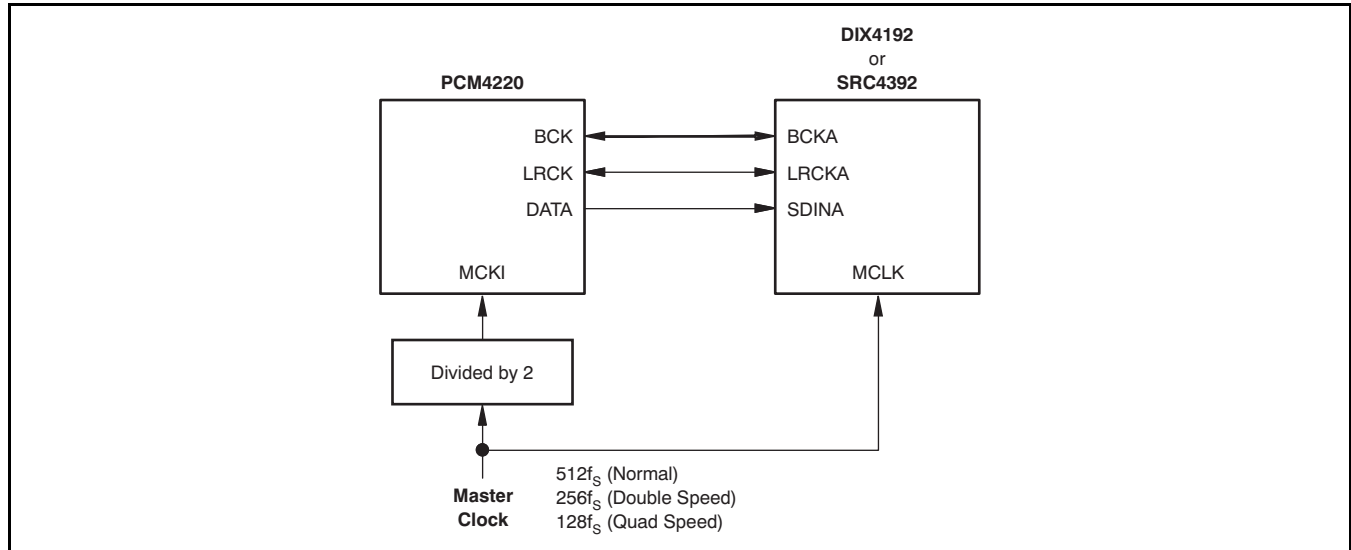 DIX4192
or
SRC4392
PCM4220
BCK
BCKA
LRCK
LRCKA
DATA
SDINA
MCKI
MCLK
Divided by 2
Master
Clock
512fS (Normal)
256fS (Double Speed)
128fS (Quad Speed)